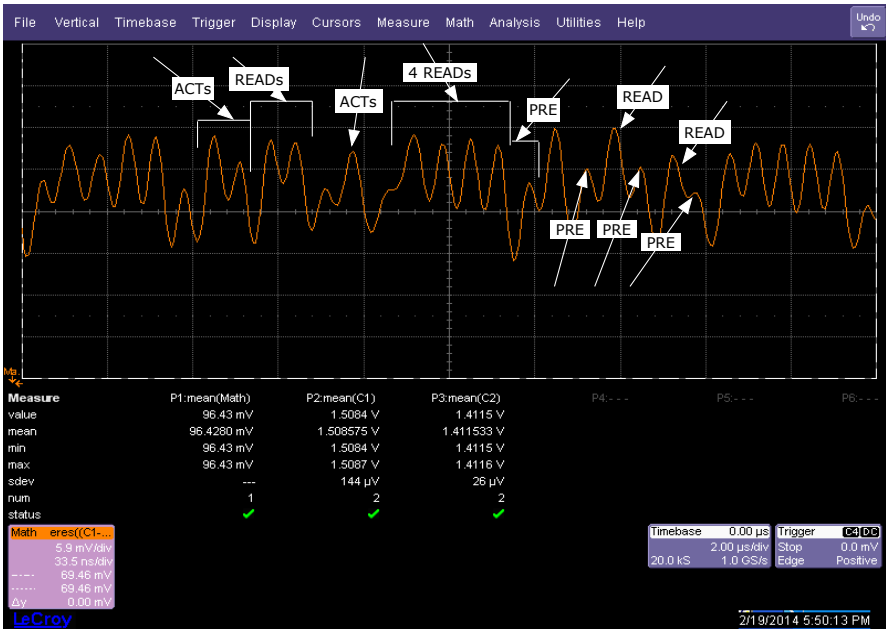 File Vertical Timebase Trigger Display Cursors Measure Math Analysis Utilities Help Undo
4 READs
READs
ACTs
ACTs
PRE
READ
READ
PRE PRE PRE
Measure P1:mean(Math) P2:mean(C1) P3:mean(C2) P4:--- P5:--- P6:---
value 96.43 mV 1.5084 V 1.4115 V
mean 96.4280 mV 1.508575 V 1.411533 V
min 96.43 mV 1.5084 V 1.4115 V
max 96.43 mV 1.5087 V 1.4116 V
sdev --- 144 µV 26 µV
num 1 2 2
status
Math eres((C1-...
5.9 mV/div
33.5 ns/div
69.46 mV
69.46 mV
Δy 0.00 mV
Timebase 0.00 µs
2.00 µs/div
20.0 kS 1.0 GS/s
Trigger C4 DC
Stop 0.0 mV
Edge Positive
LeCroy
2/19/2014 5:50:13 PM